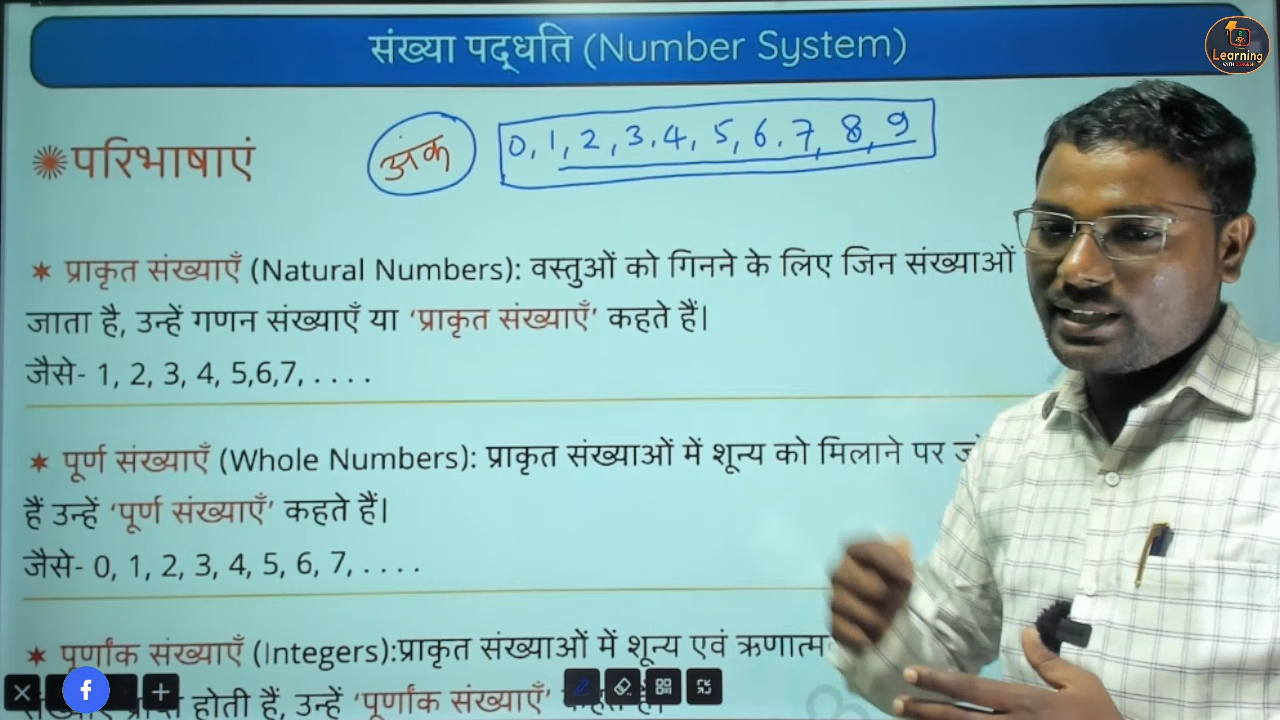 संख्या पद्धति (Number System)
Learning
परिभाषाएं
अंक
0, 1, 2, 3, 4, 5, 6, 7, 8, 9
प्राकृत संख्याएँ (Natural Numbers): वस्तुओं को गिनने के लिए जिन संख्याओं
जाता है, उन्हें गणन संख्याएँ या ‘प्राकृत संख्याएँ’ कहते हैं।
जैसे- 1, 2, 3, 4, 5,6,7, . . . .
पूर्ण संख्याएँ (Whole Numbers): प्राकृत संख्याओं में शून्य को मिलाने पर
हैं उन्हें ‘पूर्ण संख्याएँ’ कहते हैं।
जैसे- 0, 1, 2, 3, 4, 5, 6, 7, . . . .
पूर्णांक संख्याएँ (Integers):प्राकृत संख्याओं में शून्य एवं
होती हैं, उन्हें ‘पूर्णांक संख्याएँ’